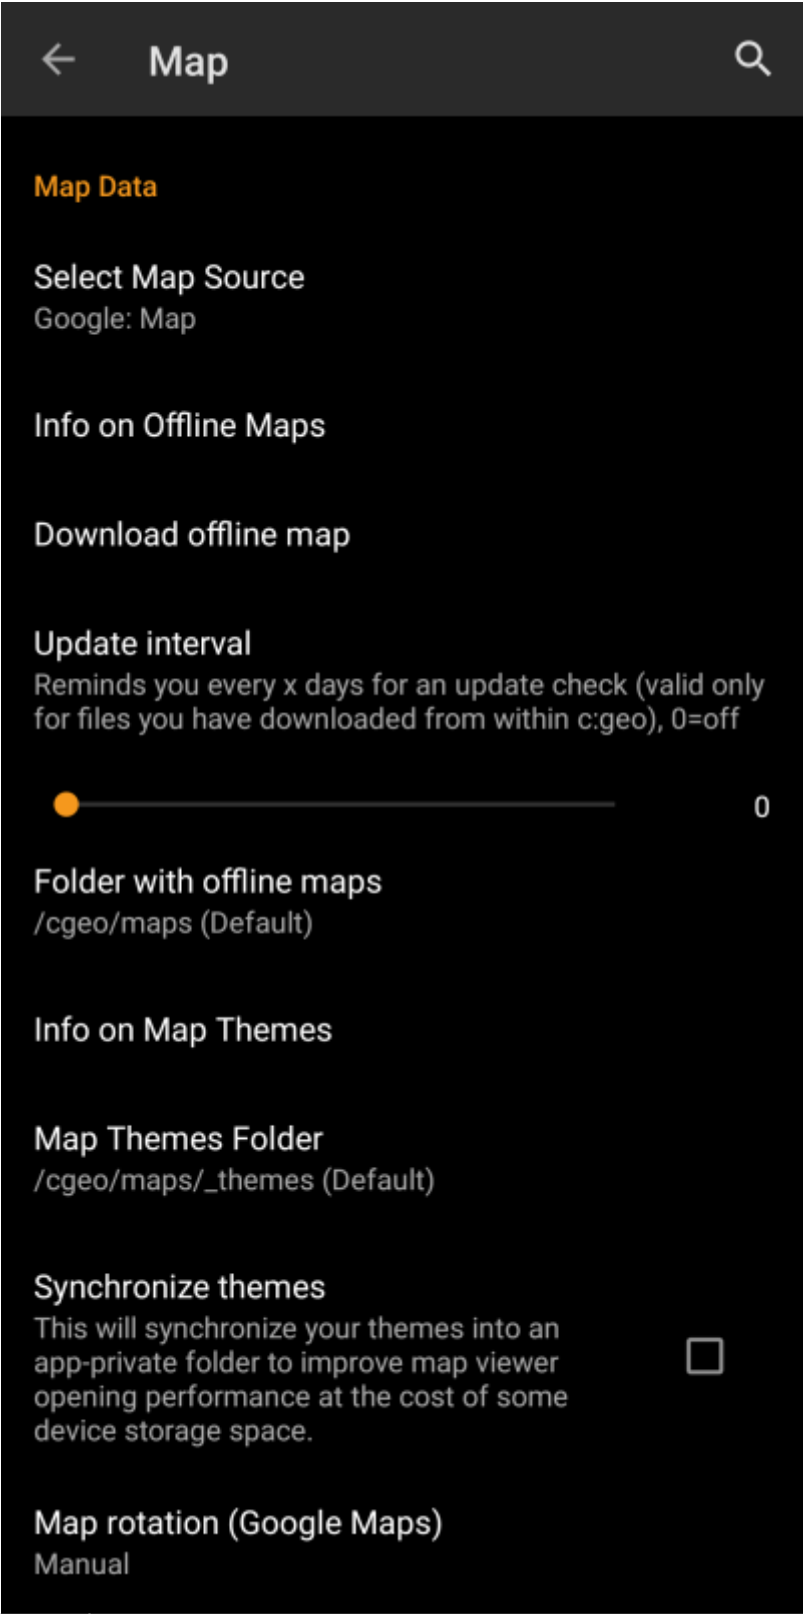 Map
Map Data
Select Map Source
Google: Map
Info on Offline Maps
Download offline map
Update interval
Reminds you every x days for an update check (valid only
for files you have downloaded from within c:geo), 0=off
0
Folder with offline maps
/cgeo/maps (Default)
Info on Map Themes
Map Themes Folder
/cgeo/maps/_themes (Default)
Synchronize themes
This will synchronize your themes into an
app-private folder to improve map viewer
opening performance at the cost of some
device storage space.
Map rotation (Google Maps)
Manual